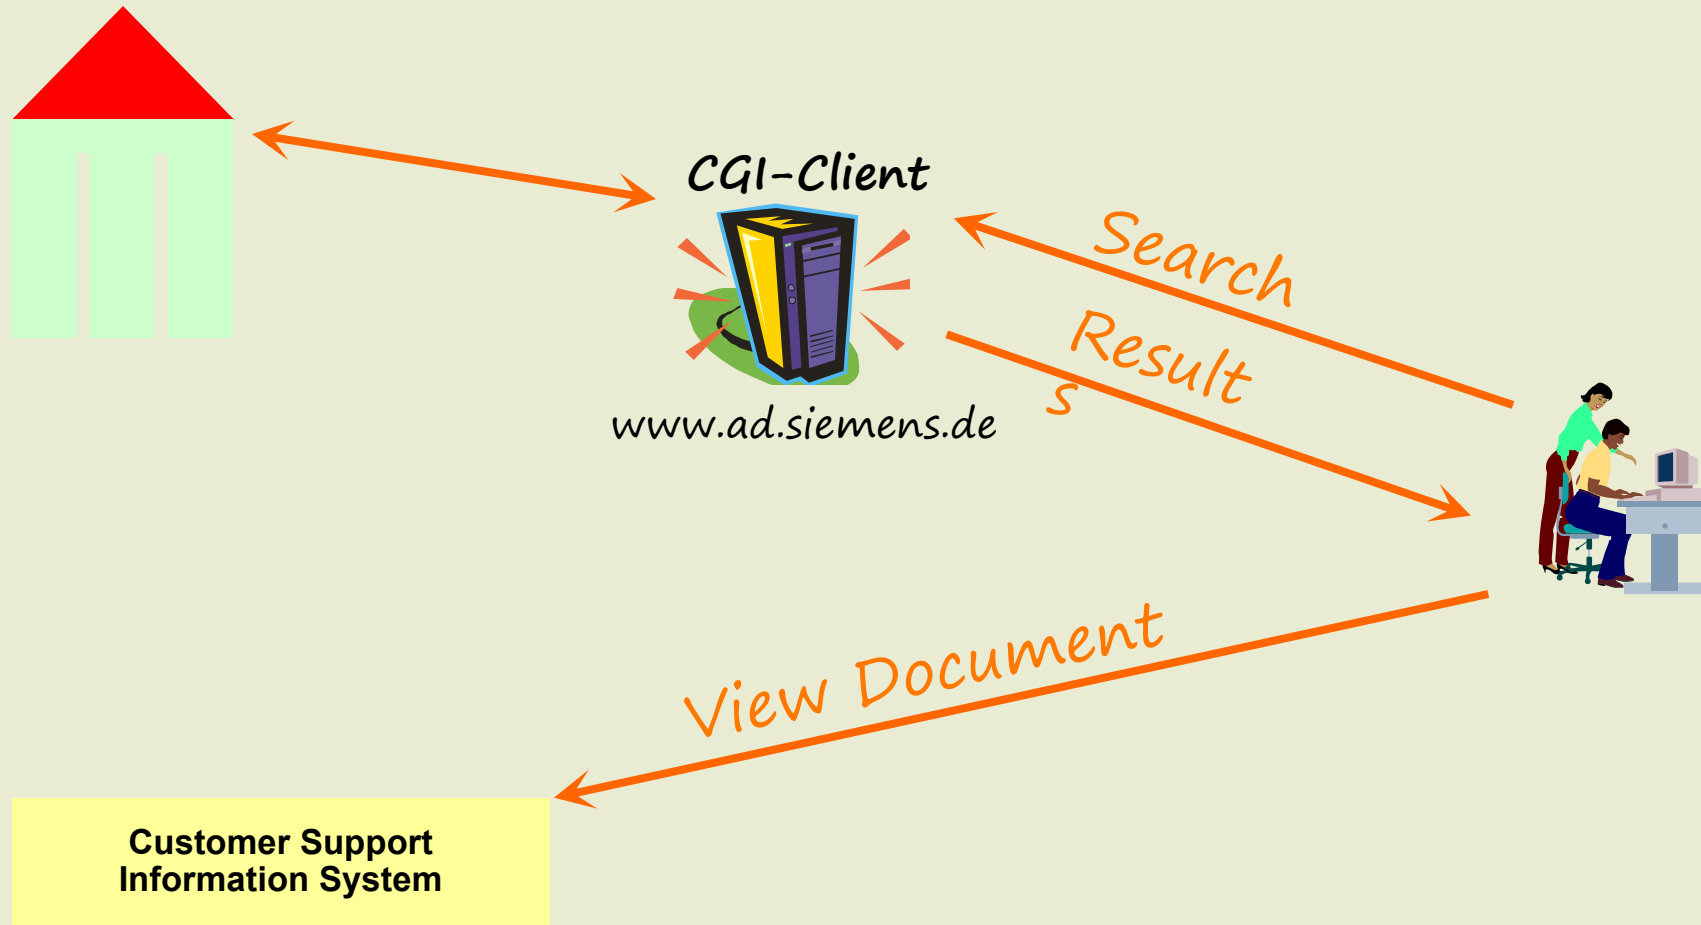 CGI-Client
Search
Result
s
www.ad.siemens.de
View Document
Customer Support
Information System